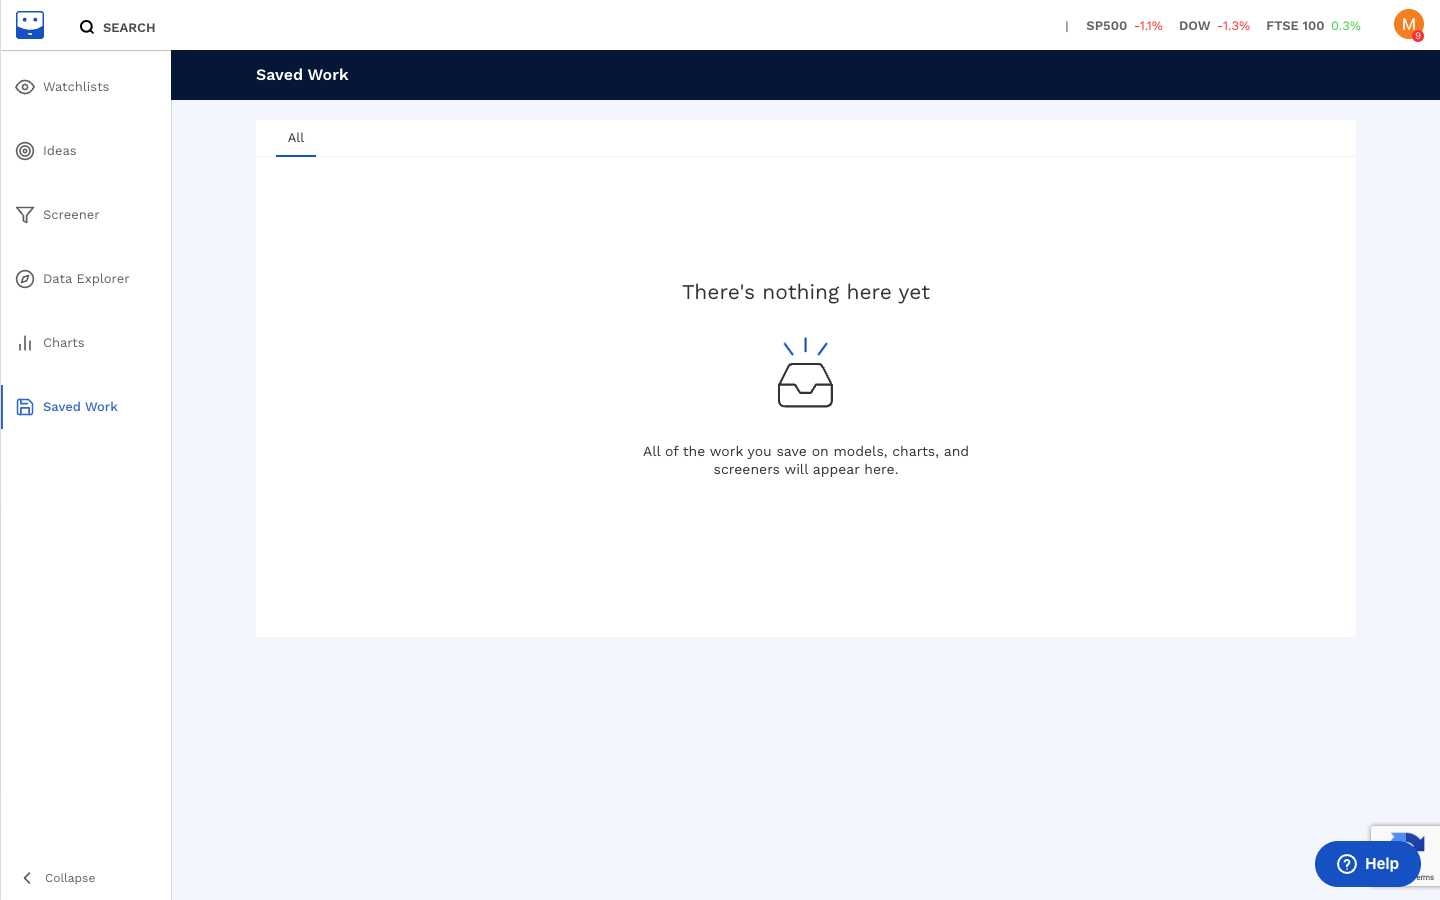 SEARCH
| SP500 -1.1% DOW -1.3% FTSE 100 0.3%
M
9
Saved Work
Watchlists
Ideas
Screener
Data Explorer
Charts
Saved Work
Collapse
All
There's nothing here yet
All of the work you save on models, charts, and
screeners will appear here.
Help